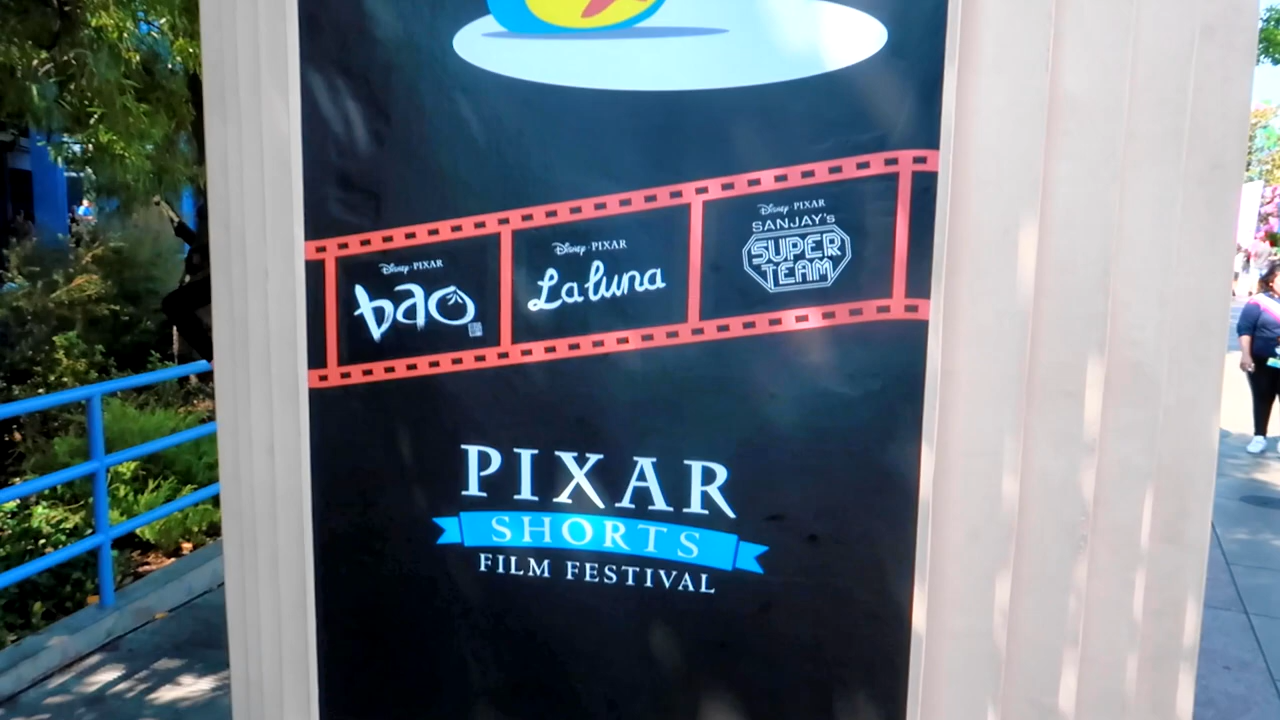 Disney · PIXAR
bao
Disney · PIXAR
La luna
Disney · PIXAR
SANJAY's
SUPER
TEAM
PIXAR
SHORTS
FILM FESTIVAL